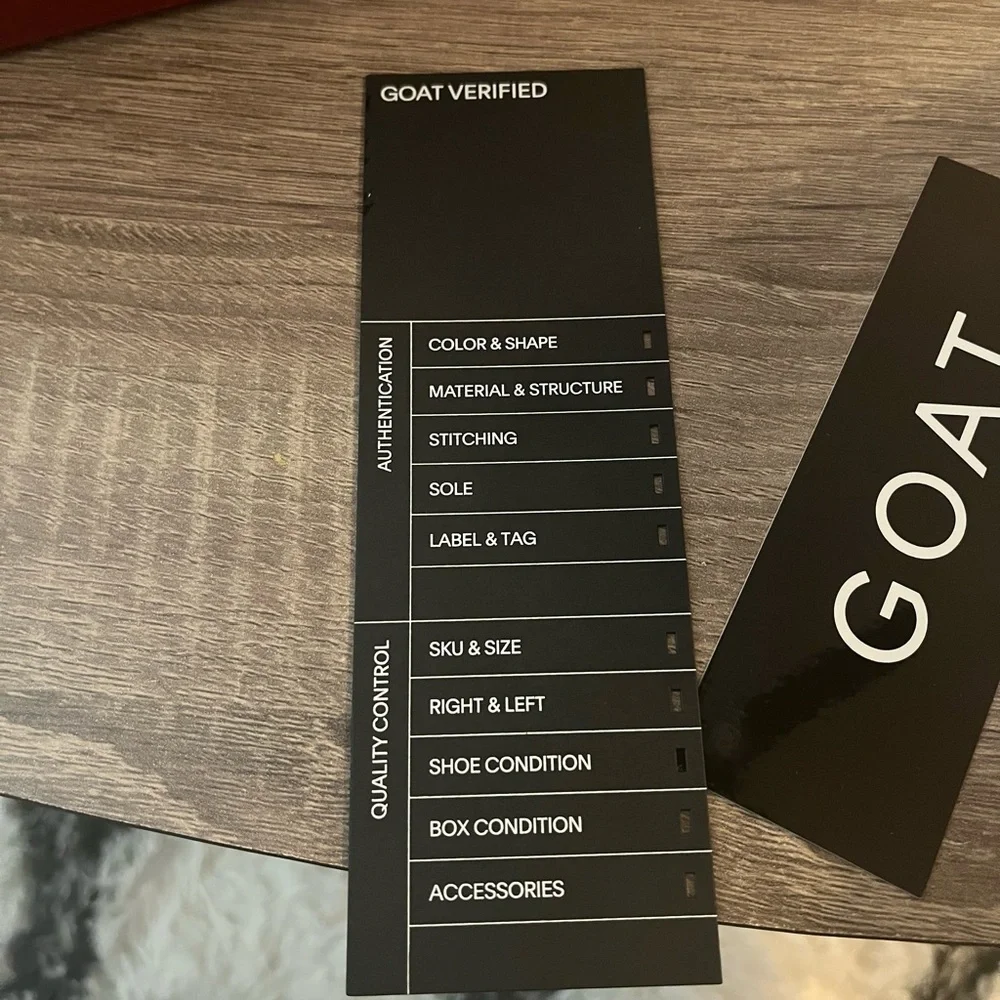 GOAT VERIFIED
AUTHENTICATION
COLOR & SHAPE
MATERIAL & STRUCTURE
STITCHING
SOLE
LABEL & TAG
QUALITY CONTROL
SKU & SIZE
RIGHT & LEFT
SHOE CONDITION
BOX CONDITION
ACCESSORIES
GOAT